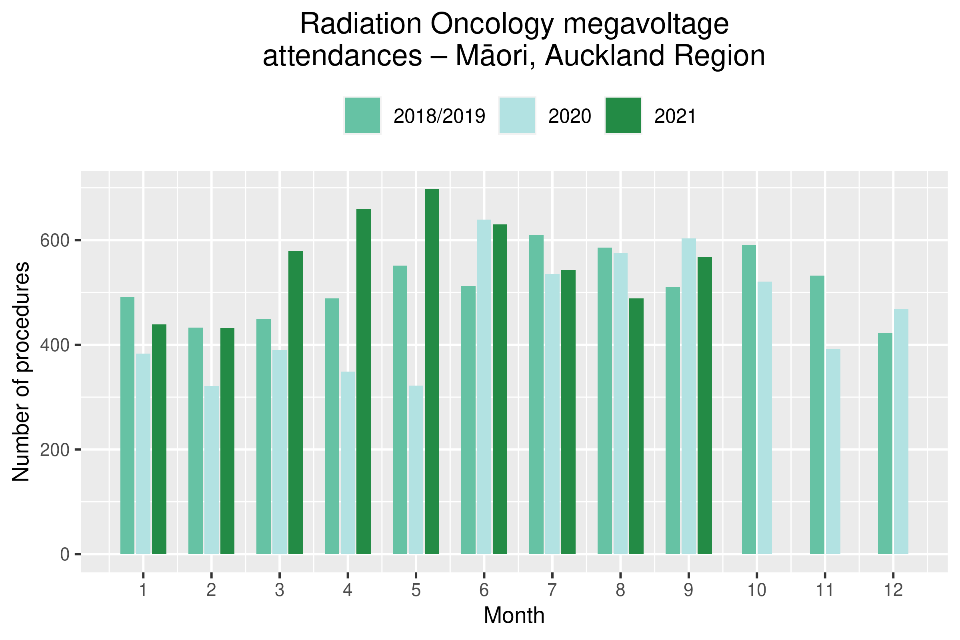 Radiation Oncology megavoltage
attendances – Māori, Auckland Region
2018/2019 2020 2021
Number of procedures
600
400
200
0
1 2 3 4 5 6 7 8 9 10 11 12
Month